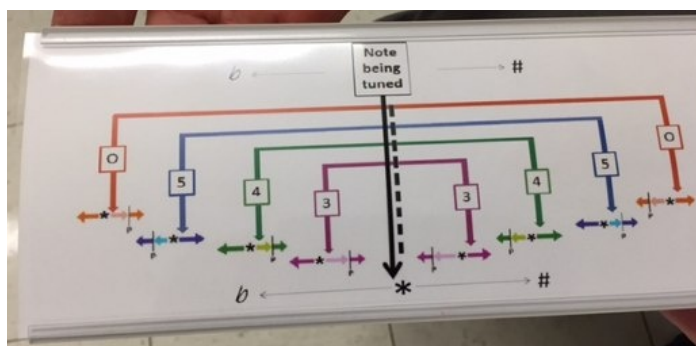 Note
being
tuned
b #
O O
5 5
4 4
3 3
* * * * * * * *
p p p p p p p p
b * #